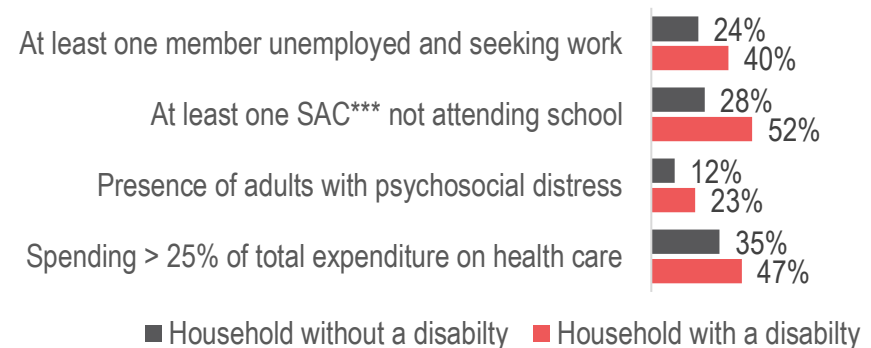 At least one member unemployed and seeking work
24%
40%
At least one SAC*** not attending school
28%
52%
Presence of adults with psychosocial distress
12%
23%
Spending > 25% of total expenditure on health care
35%
47%
Household without a disabilty
Household with a disabilty